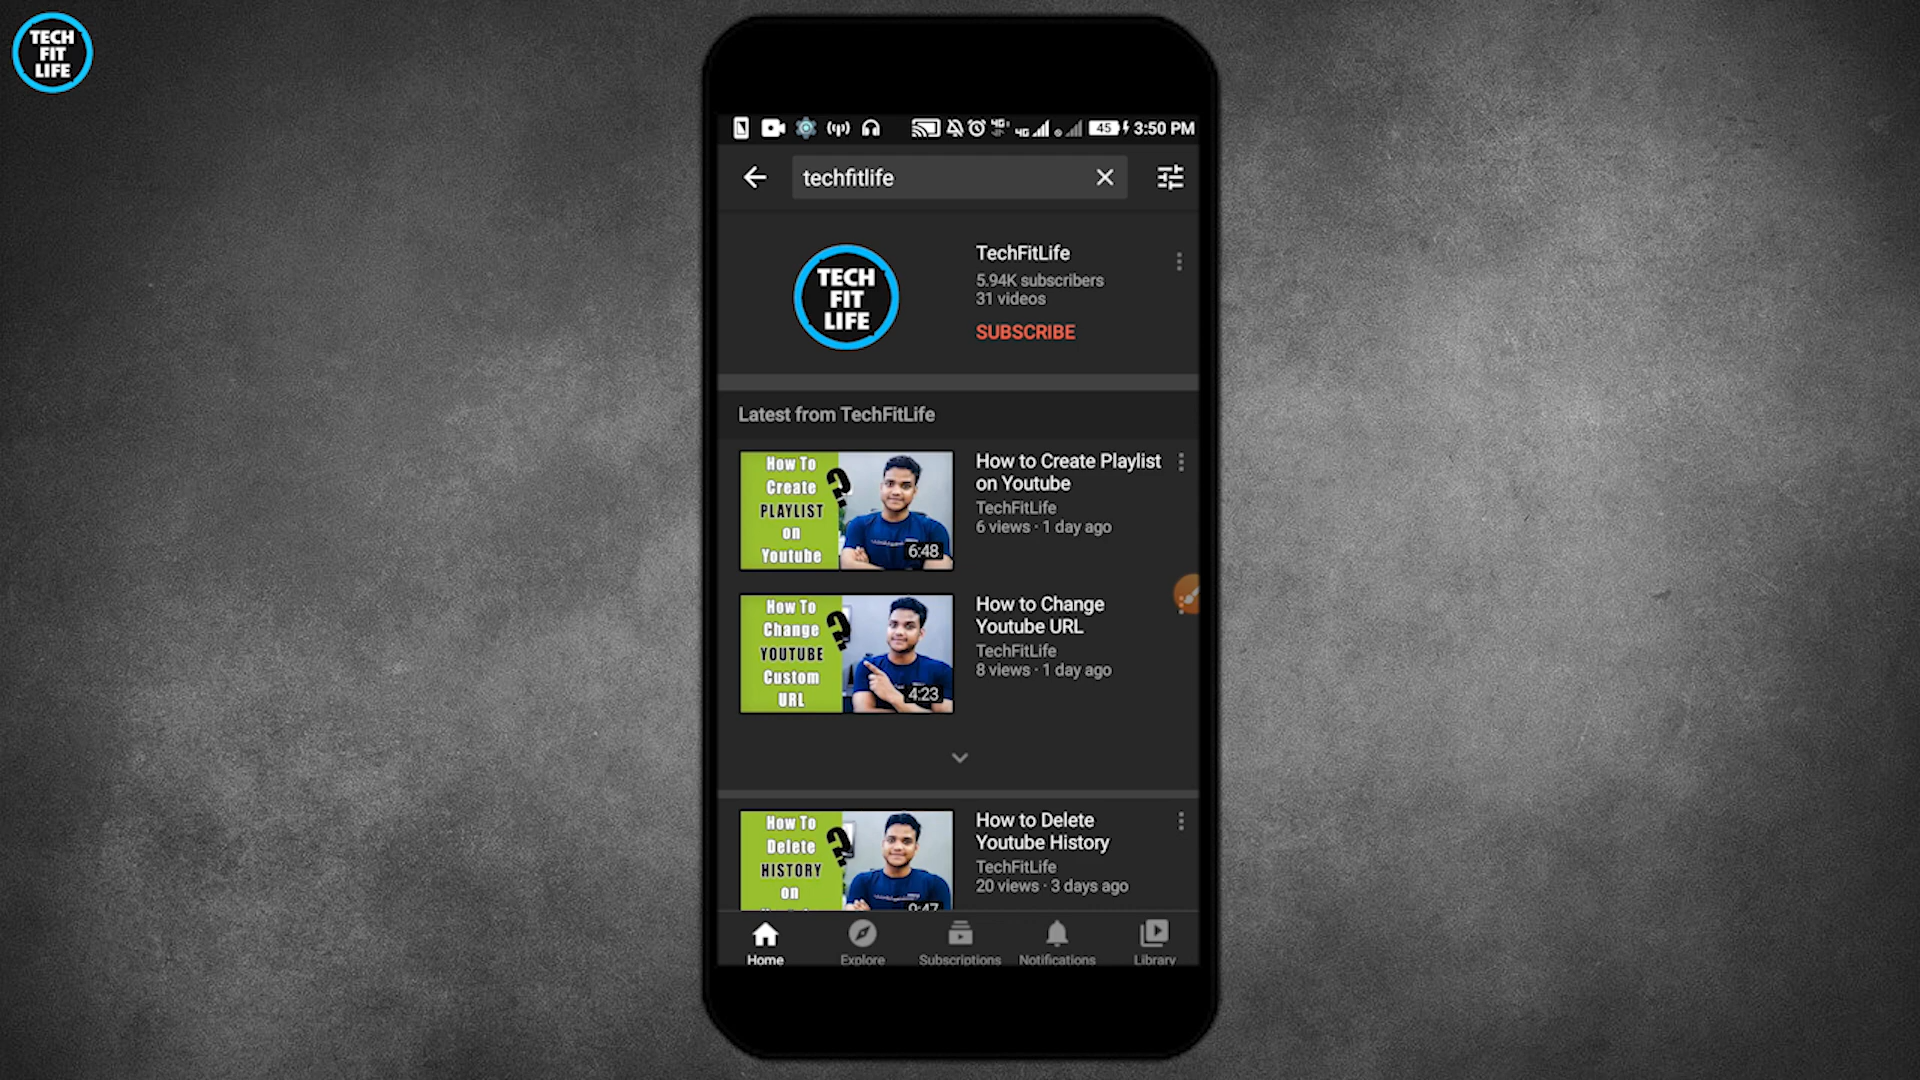 TECH
FIT
LIFE
45 3:50 PM
techfitlife
TECH
FIT
LIFE
TechFitLife
5.94K subscribers
31 videos
SUBSCRIBE
Latest from TechFitLife
How To
Create
PLAYLIST
on
Youtube
6:48
How to Create Playlist
on Youtube
TechFitLife
6 views · 1 day ago
How To
Change
YOUTUBE
Custom
URL
4:23
How to Change
Youtube URL
TechFitLife
8 views · 1 day ago
How To
Delete
HISTORY
on
How to Delete
Youtube History
TechFitLife
20 views · 3 days ago
Home
Explore
Subscriptions
Notifications
Library